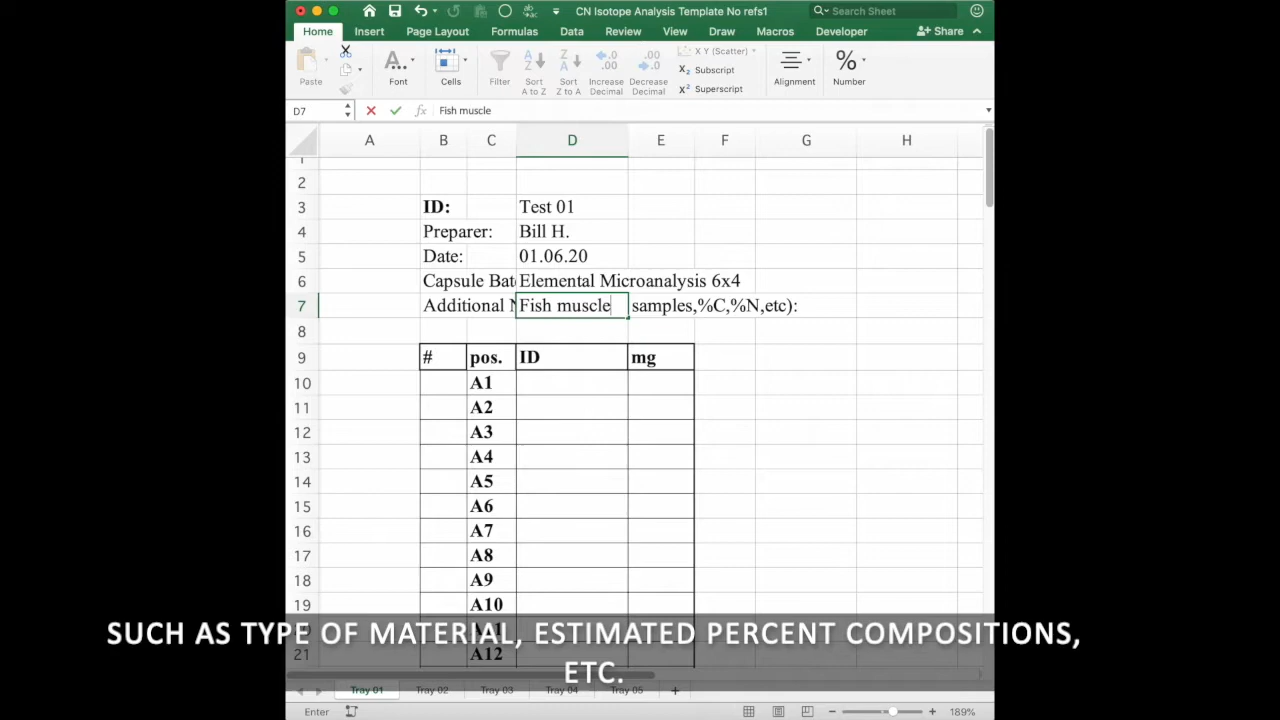 CN Isotope Analysis Template No refs1
Search Sheet
Home Insert Page Layout Formulas Data Review View Draw Macros Developer Share
Paste Font Cells Filter Sort A to Z Sort Z to A Increase Decimal Decrease Decimal X Y (Scatter) Subscript Superscript Alignment Number
D7 fx Fish muscle
A B C D E F G H
1
2
3 ID: Test 01
4 Preparer: Bill H.
5 Date: 01.06.20
6 Capsule Bat Elemental Microanalysis 6x4
7 Additional N Fish muscle samples,%C,%N,etc):
8
9 # pos. ID mg
10 A1
11 A2
12 A3
13 A4
14 A5
15 A6
16 A7
17 A8
18 A9
19 A10
SUCH AS TYPE OF MATERIAL, ESTIMATED PERCENT COMPOSITIONS,
21 A12
ETC.
Tray 01 Tray 02 Tray 03 Tray 04 Tray 05 +
Enter 189%